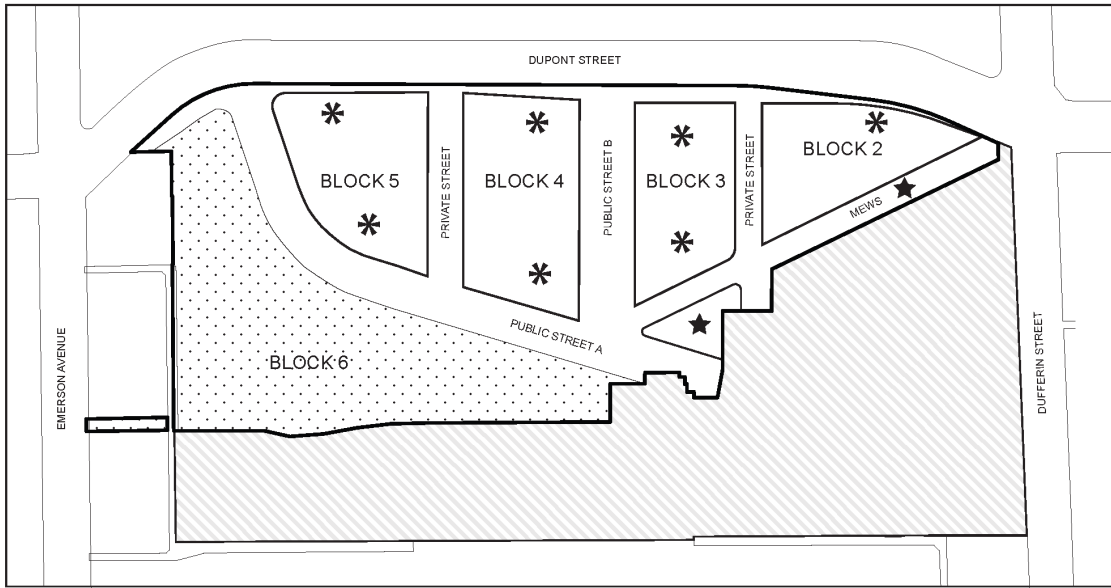 DUPONT STREET
BLOCK 5
PRIVATE STREET
BLOCK 4
PUBLIC STREET B
BLOCK 3
PRIVATE STREET
BLOCK 2
MEWS
PUBLIC STREET A
BLOCK 6
EMERSON AVENUE
DUFFERIN STREET